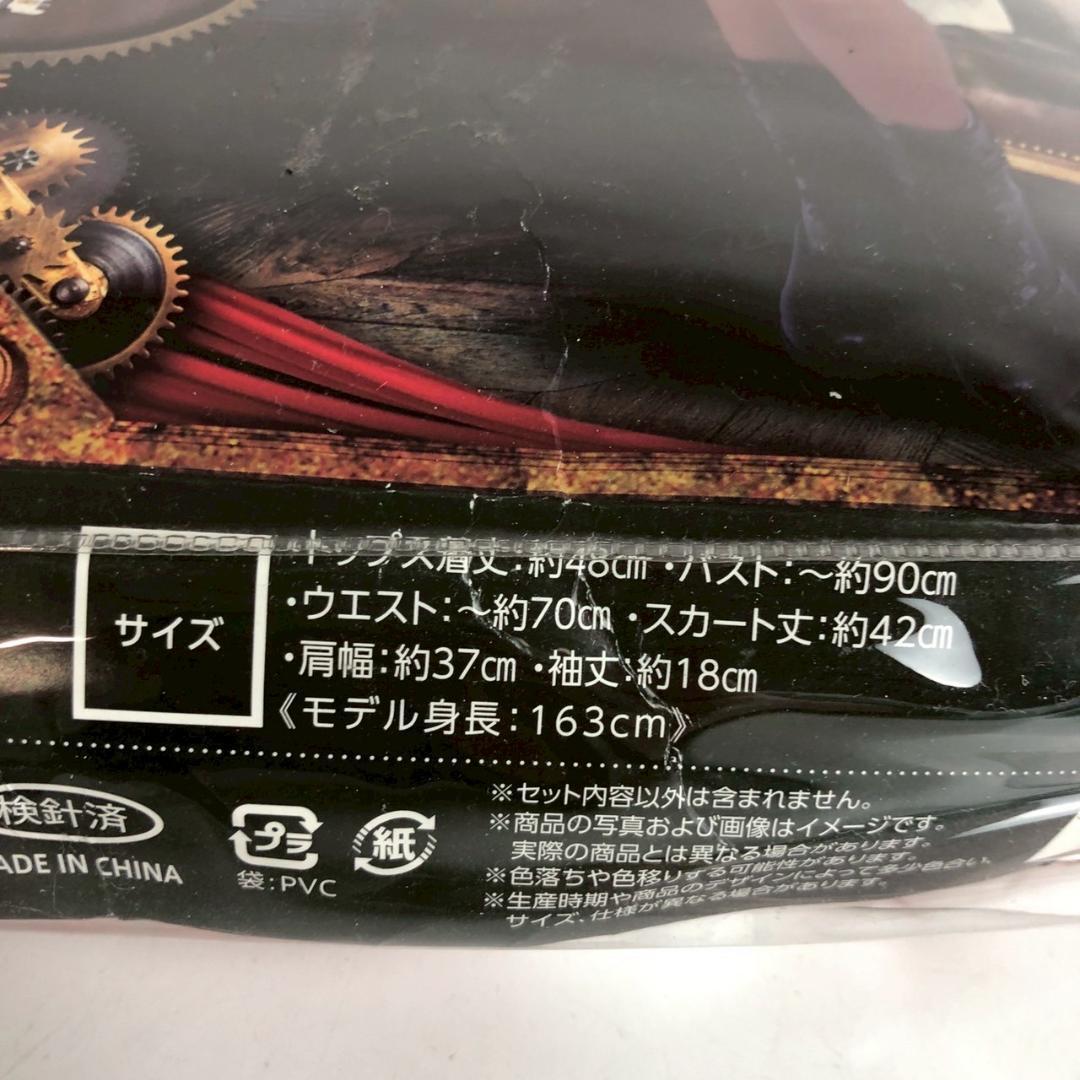 サイズ
トップス着丈:約48㎝・バスト:～約90㎝
・ウエスト:～約70㎝・スカート丈:約42㎝
・肩幅:約37㎝・袖丈:約18㎝
《モデル身長:163cm》
検針済
ADE IN CHINA
プラ
袋:PVC
紙
※セット内容以外は含まれません。
※商品の写真および画像はイメージです。
実際の商品とは異なる場合があります。
※色落ちや色移りする可能性があります。
※生産時期や商品のデザインによって多少色合い、
サイズ、仕様が異なる場合があります。